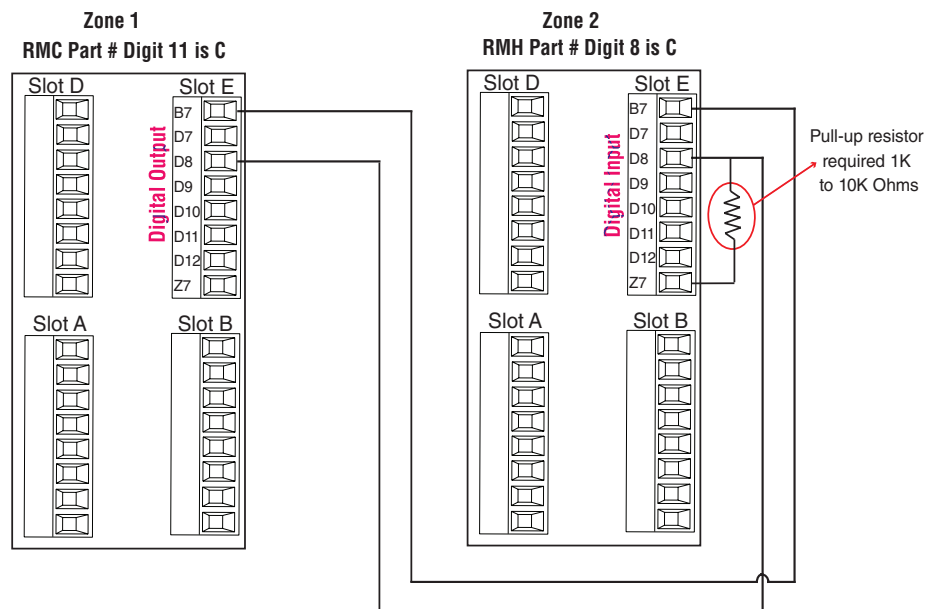 Zone 1
RMC Part # Digit 11 is C
Slot D
Slot E
B7
D7
D8
D9
D10
D11
D12
Z7
Digital Output
Slot A
Slot B
Zone 2
RMH Part # Digit 8 is C
Slot D
Slot E
B7
D7
D8
D9
D10
D11
D12
Z7
Digital Input
Slot A
Slot B
Pull-up resistor
required 1K
to 10K Ohms